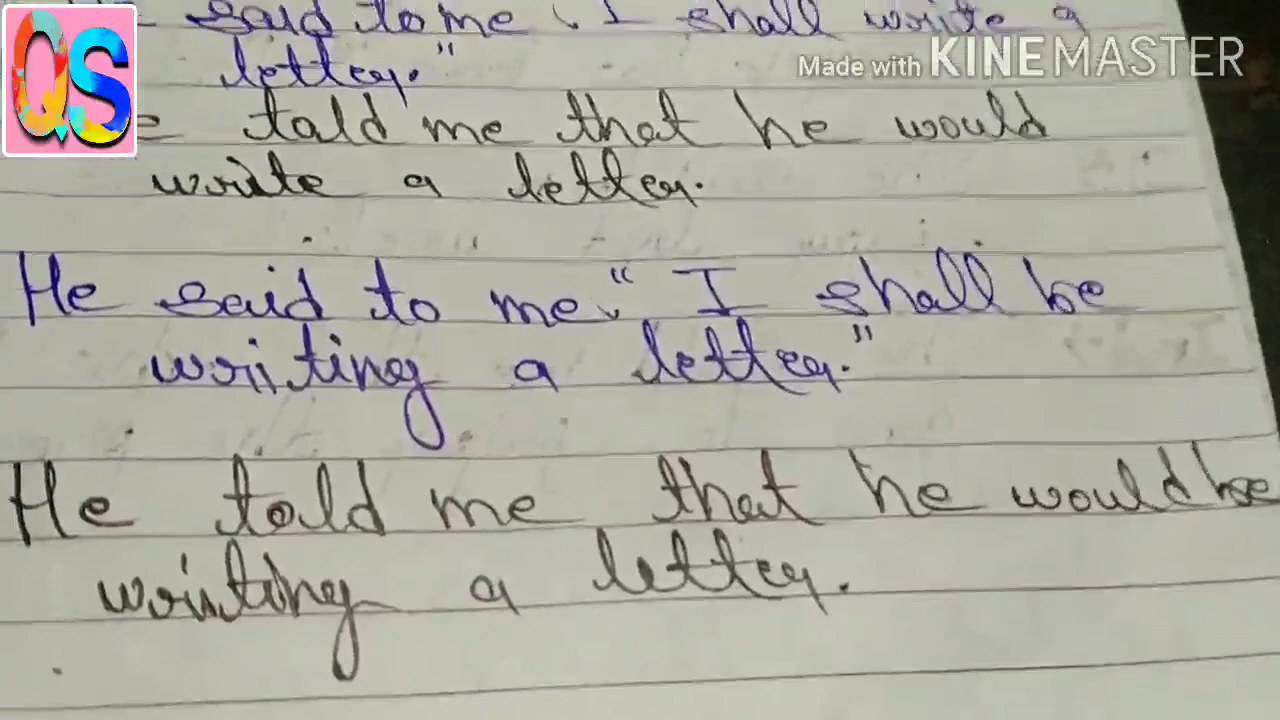 said to me, I shall write a
letter."
QS
Made with KINEMASTER
told me that he would
write a letter.
He said to me, "I shall be
writing a letter."
He told me that he would be
writing a letter.